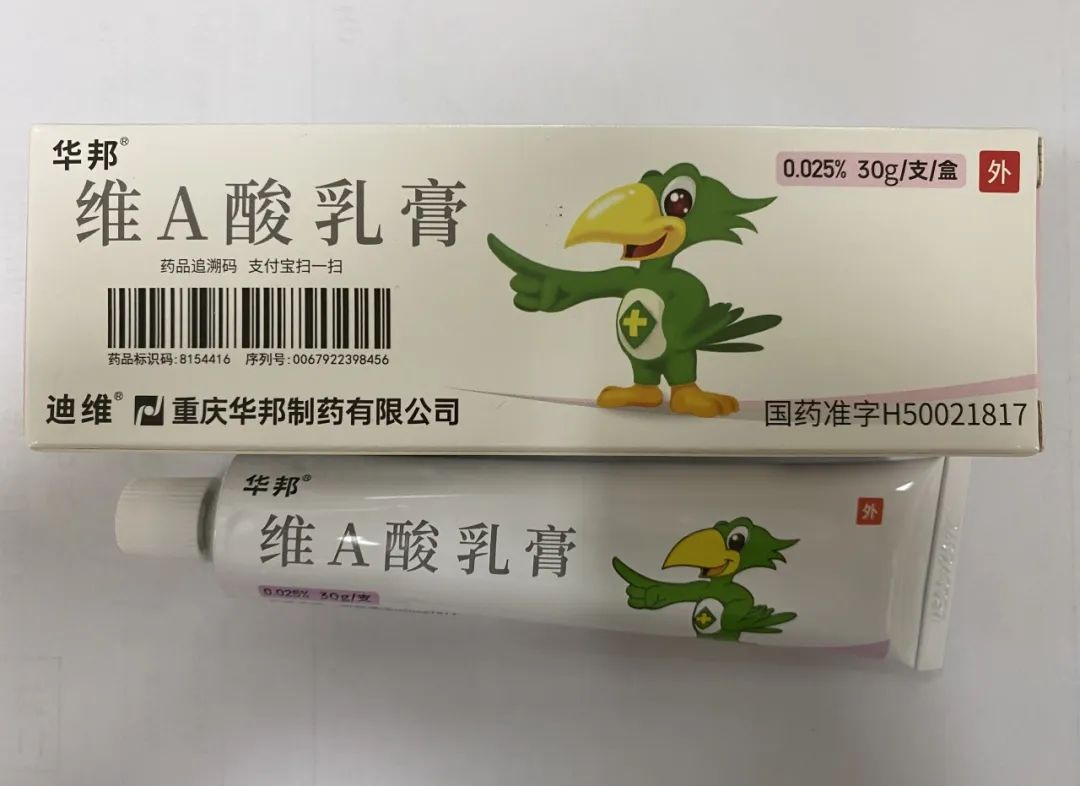 华邦®
维A酸乳膏
0.025% 30g/支/盒
外
药品追溯码 支付宝扫一扫
药品标识码:8154416 序列号:0067922398456
迪维® 重庆华邦制药有限公司
国药准字H50021817
华邦®
维A酸乳膏
外
0.025% 30g/支